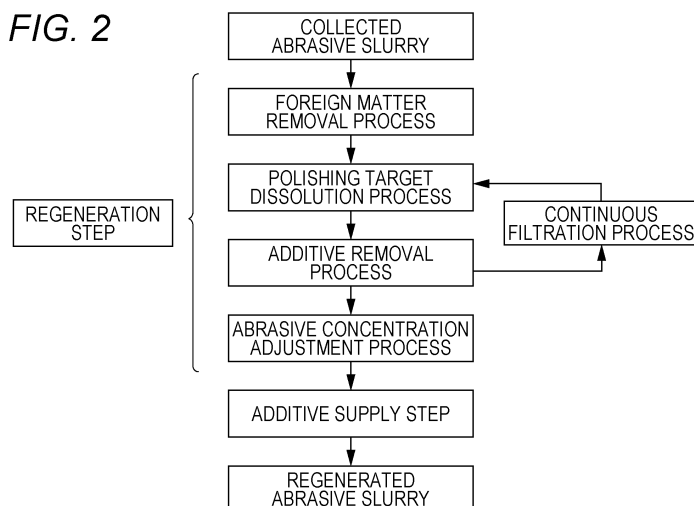 FIG. 2
COLLECTED
ABRASIVE SLURRY
FOREIGN MATTER
REMOVAL PROCESS
POLISHING TARGET
DISSOLUTION PROCESS
REGENERATION
STEP
CONTINUOUS
FILTRATION PROCESS
ADDITIVE REMOVAL
PROCESS
ABRASIVE CONCENTRATION
ADJUSTMENT PROCESS
ADDITIVE SUPPLY STEP
REGENERATED
ABRASIVE SLURRY